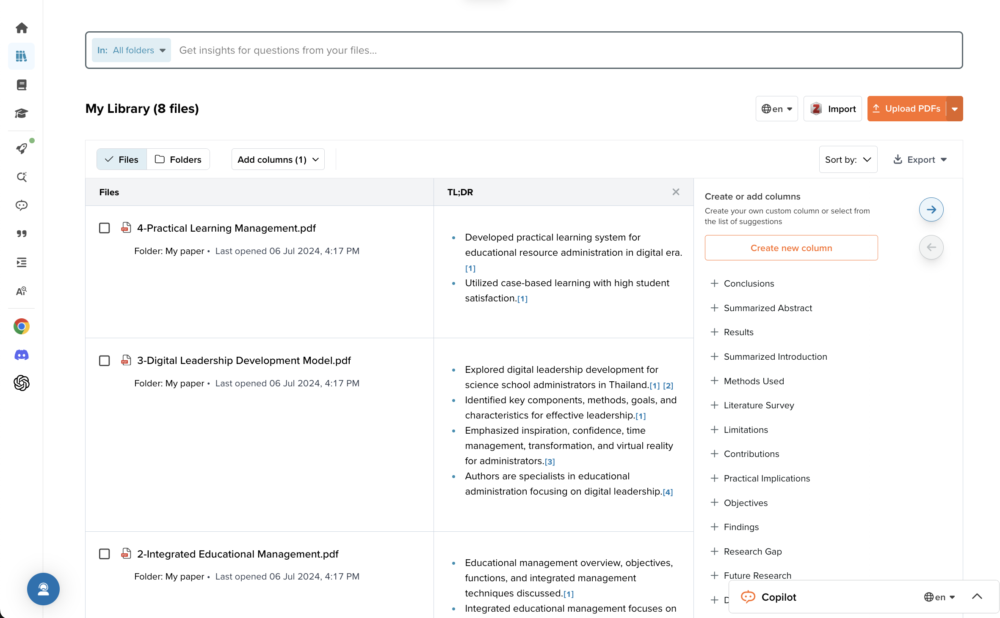 In: All folders
Get insights for questions from your files...
My Library (8 files)
en
Import
Upload PDFs
Files
Folders
Add columns (1)
Sort by:
Export
Files
TL;DR
4-Practical Learning Management.pdf
Folder: My paper • Last opened 06 Jul 2024, 4:17 PM
• Developed practical learning system for
educational resource administration in digital era.
[1]
• Utilized case-based learning with high student
satisfaction.[1]
3-Digital Leadership Development Model.pdf
Folder: My paper • Last opened 06 Jul 2024, 4:17 PM
• Explored digital leadership development for
science school administrators in Thailand.[1] [2]
• Identified key components, methods, goals, and
characteristics for effective leadership.[1]
• Emphasized inspiration, confidence, time
management, transformation, and virtual reality
for administrators.[3]
• Authors are specialists in educational
administration focusing on digital leadership.[4]
2-Integrated Educational Management.pdf
Folder: My paper • Last opened 06 Jul 2024, 4:17 PM
• Educational management overview, objectives,
functions, and integrated management
techniques discussed.[1]
• Integrated educational management focuses on
Create or add columns
Create your own custom column or select from
the list of suggestions
Create new column
Conclusions
Summarized Abstract
Results
Summarized Introduction
Methods Used
Literature Survey
Limitations
Contributions
Practical Implications
Objectives
Findings
Research Gap
Future Research
Copilot
en